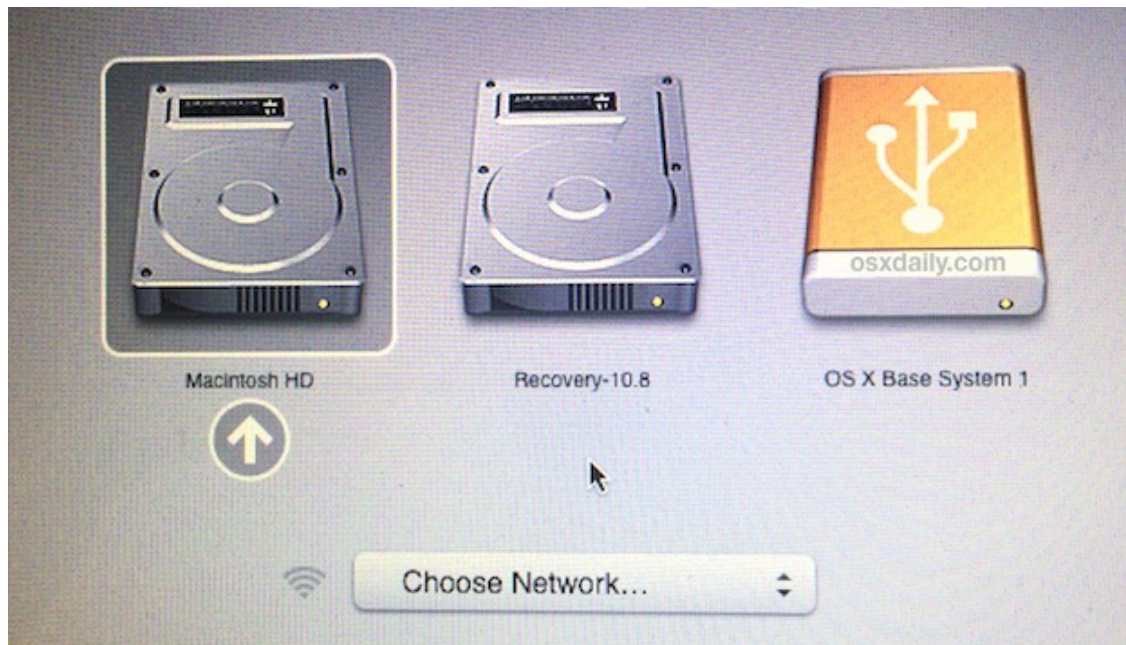 osxdaily.com
Macintosh HD
Recovery-10.8
OS X Base System 1
Choose Network...